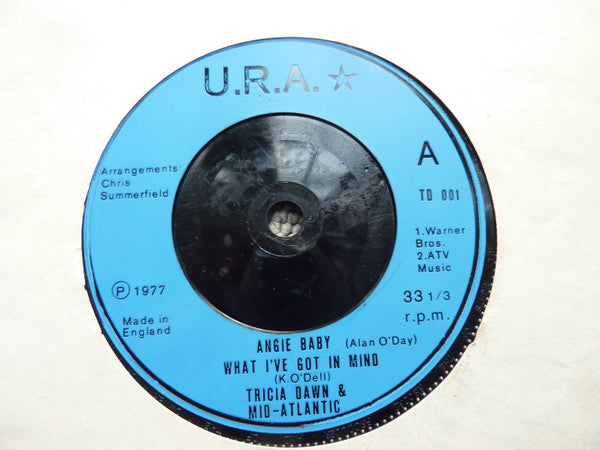 U.R.A. ☆
Arrangements:
Chris
Summerfield
A
TD 001
1.Warner
Bros.
2.ATV
Music
Ⓟ 1977
33 1/3
r.p.m.
Made in
England
ANGIE BABY (Alan O'Day)
WHAT I'VE GOT IN MIND
(K.O'Dell)
TRICIA DAWN &
MID-ATLANTIC